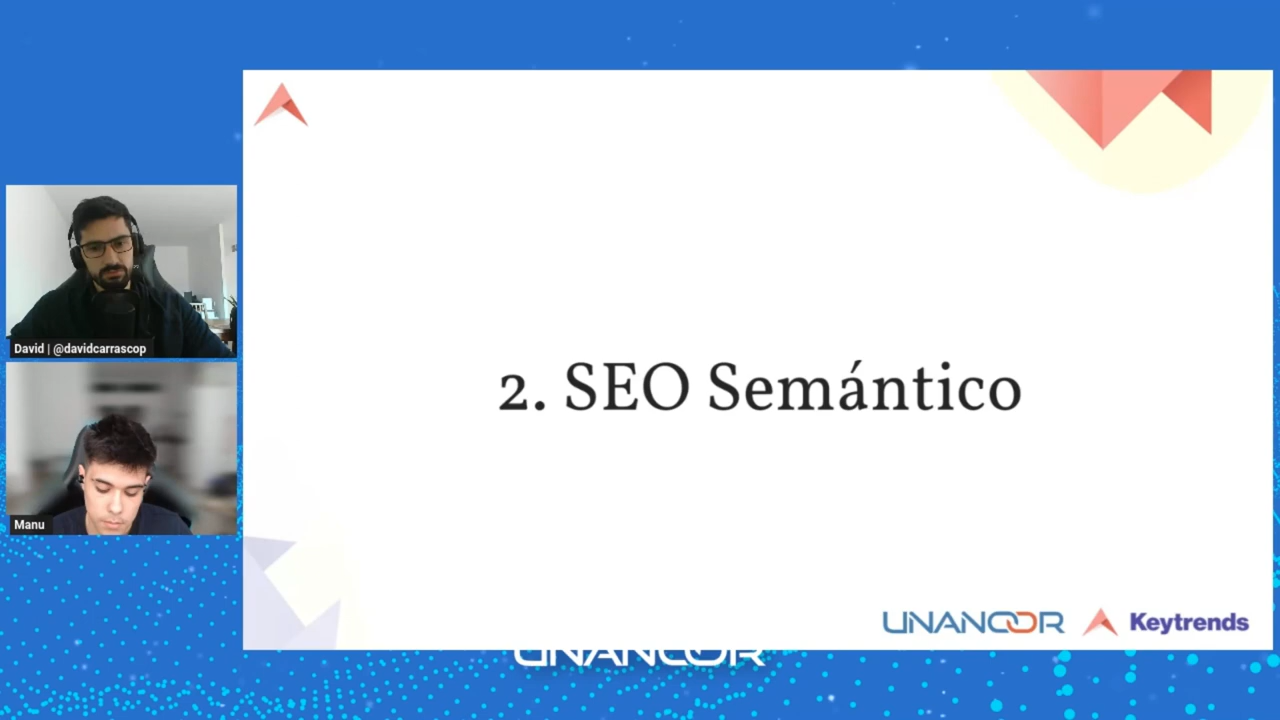 2. SEO Semántico
David | @davidcarrascop
Manu
UNANCOR
Keytrends
UNANCOR